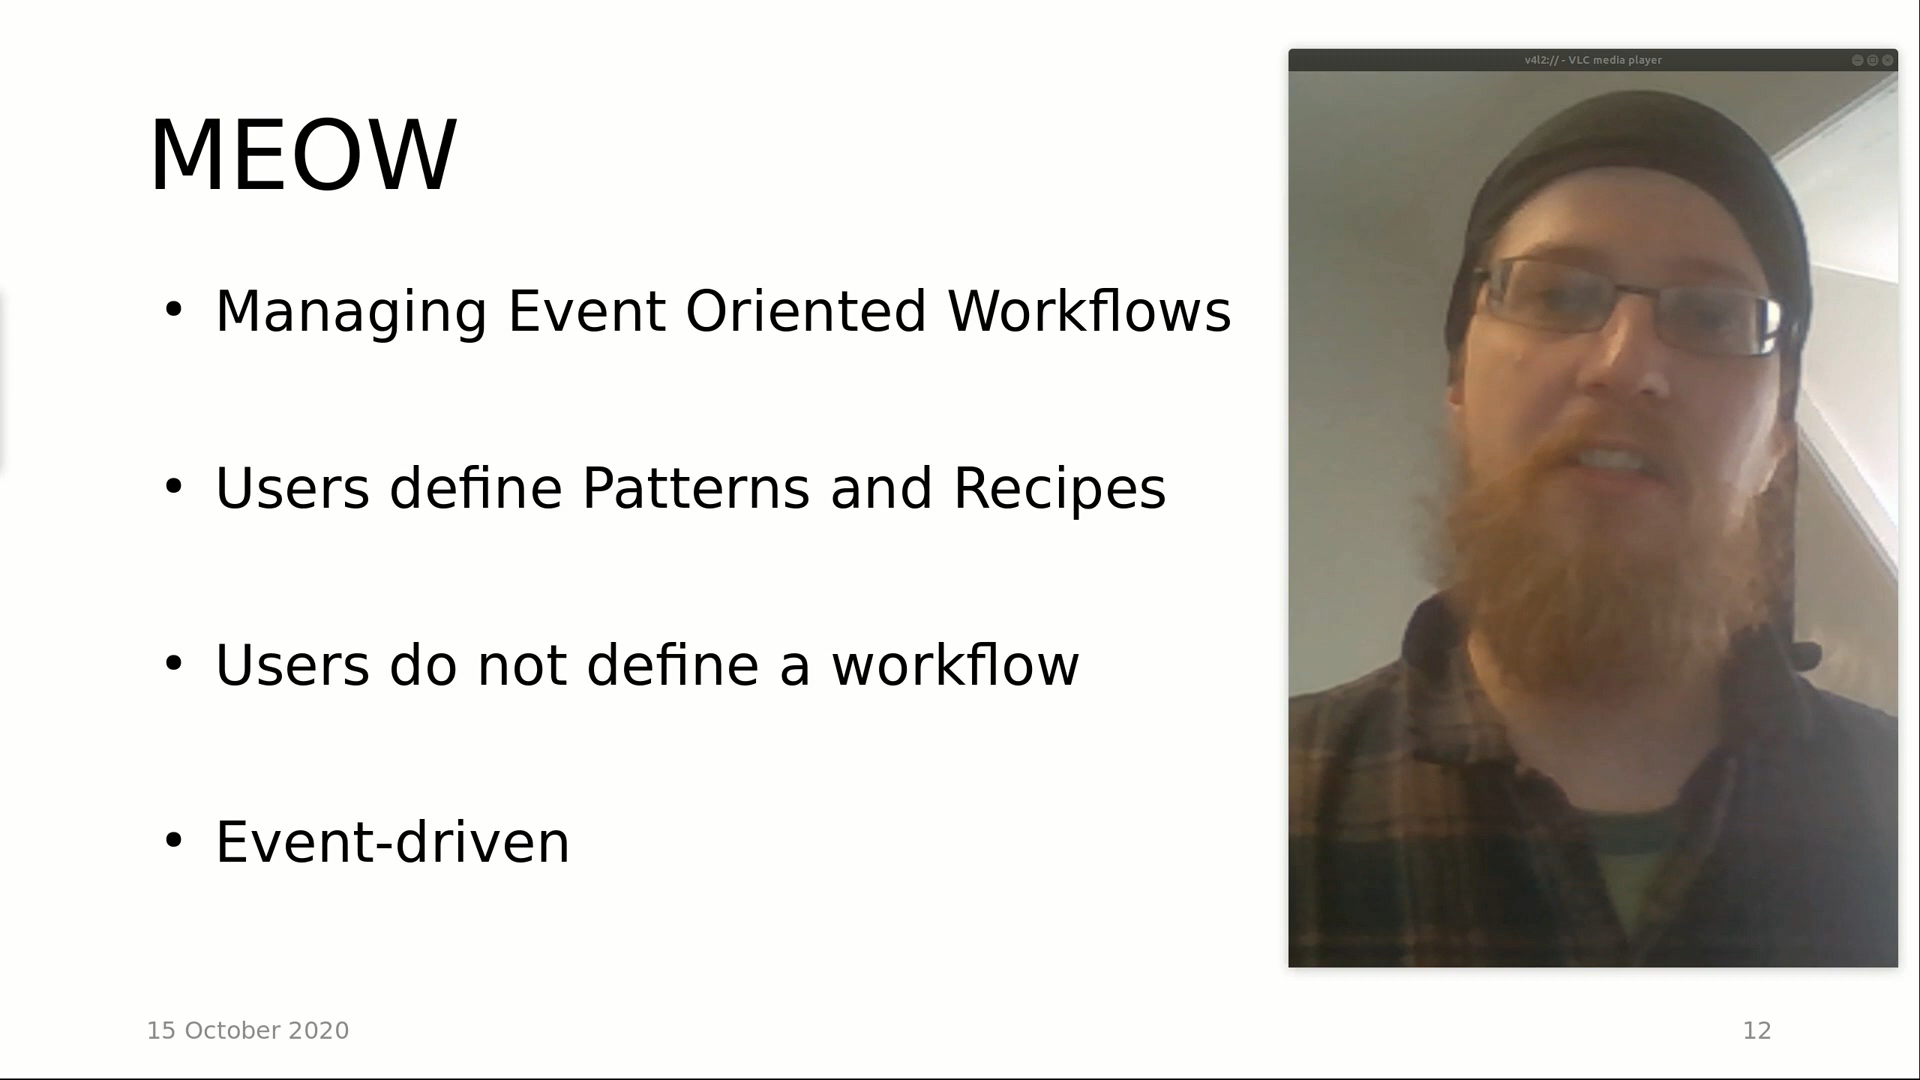 v4l2:// - VLC media player
MEOW
• Managing Event Oriented Workflows
• Users define Patterns and Recipes
• Users do not define a workflow
• Event-driven
15 October 2020
12